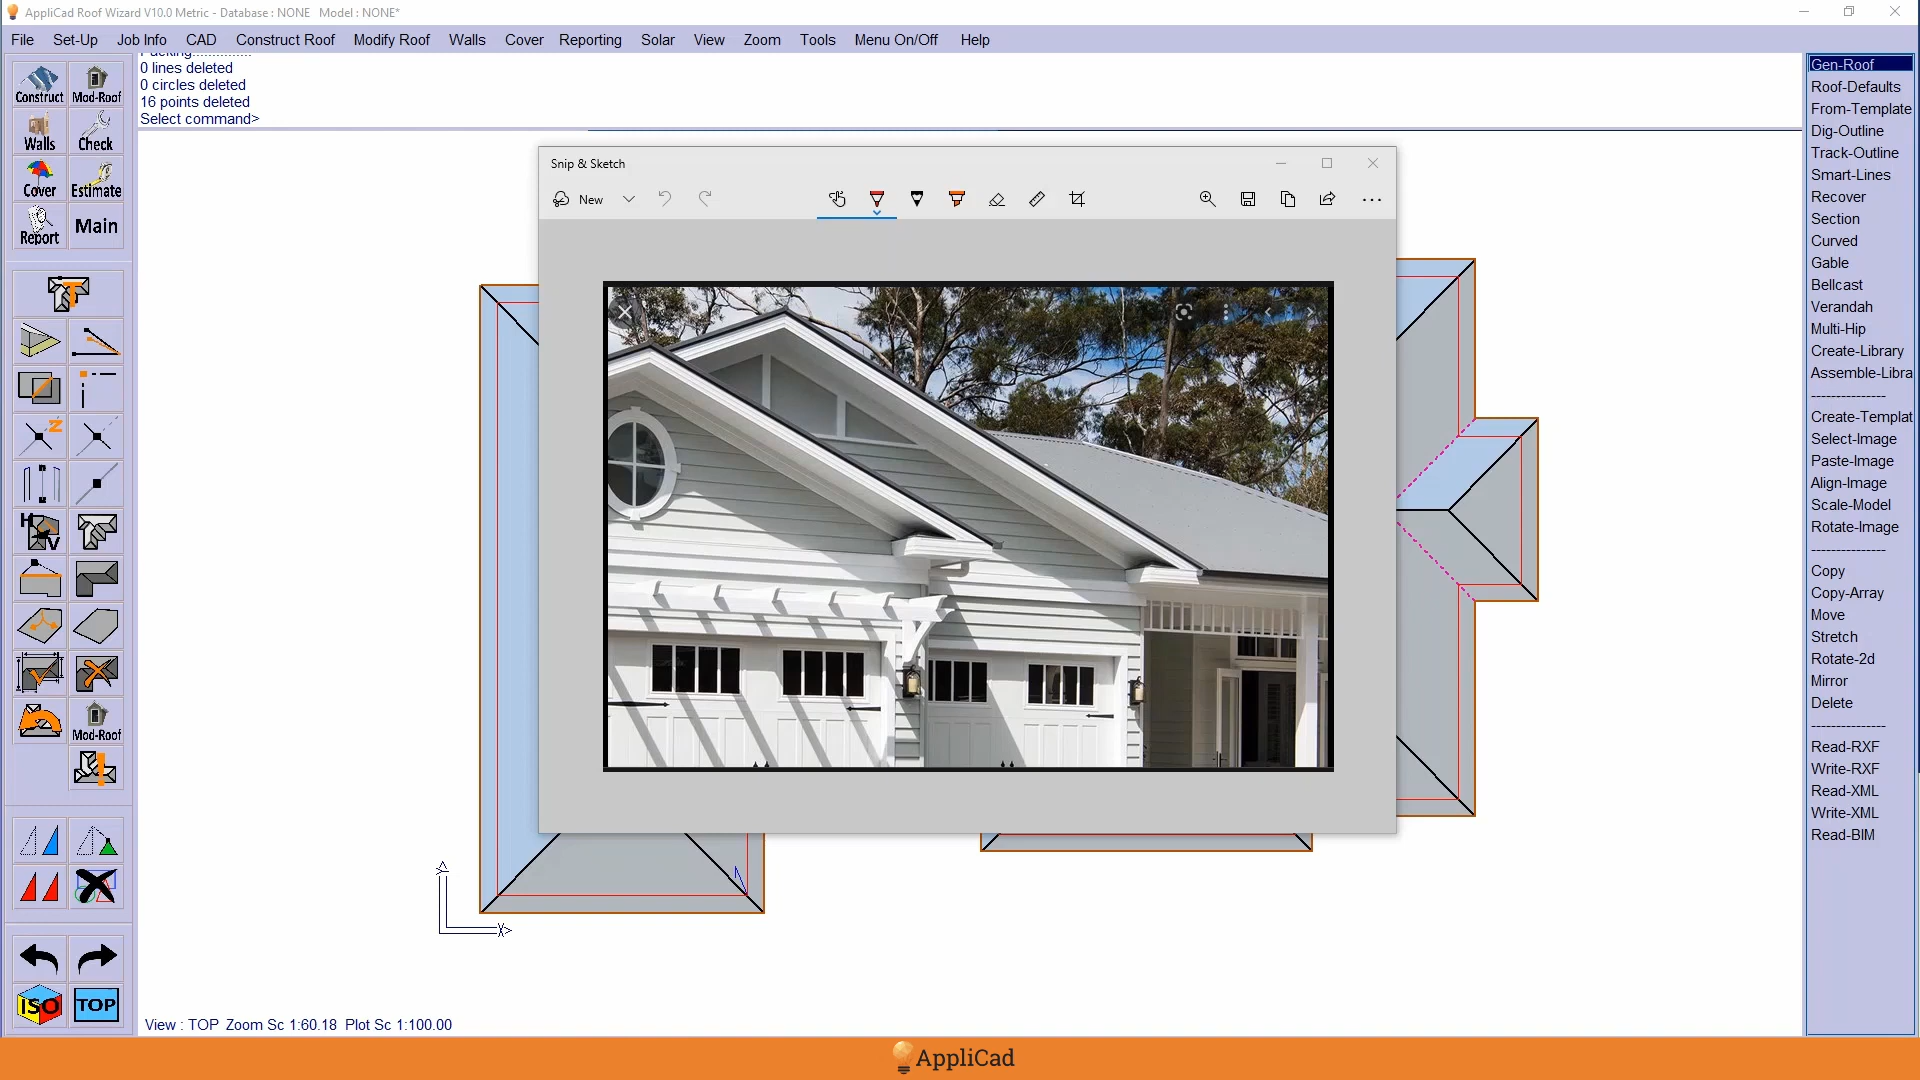 AppliCad Roof Wizard V10.0 Metric - Database : NONE   Model : NONE*
File Set-Up Job Info CAD Construct Roof Modify Roof Walls Cover Reporting Solar View Zoom Tools Menu On/Off Help
0 lines deleted
0 circles deleted
16 points deleted
Select command>
Construct Mod-Roof
Walls Check
Cover Estimate
Report Main
Z
H
V
Mod-Roof
ISO TOP
Snip & Sketch
New
X
View : TOP  Zoom Sc 1:60.18  Plot Sc 1:100.00
Gen-Roof
Roof-Defaults
From-Template
Dig-Outline
Track-Outline
Smart-Lines
Recover
Section
Curved
Gable
Bellcast
Verandah
Multi-Hip
Create-Library
Assemble-Libra
---------------
Create-Templat
Select-Image
Paste-Image
Align-Image
Scale-Model
Rotate-Image
---------------
Copy
Copy-Array
Move
Stretch
Rotate-2d
Mirror
Delete
---------------
Read-RXF
Write-RXF
Read-XML
Write-XML
Read-BIM
AppliCad